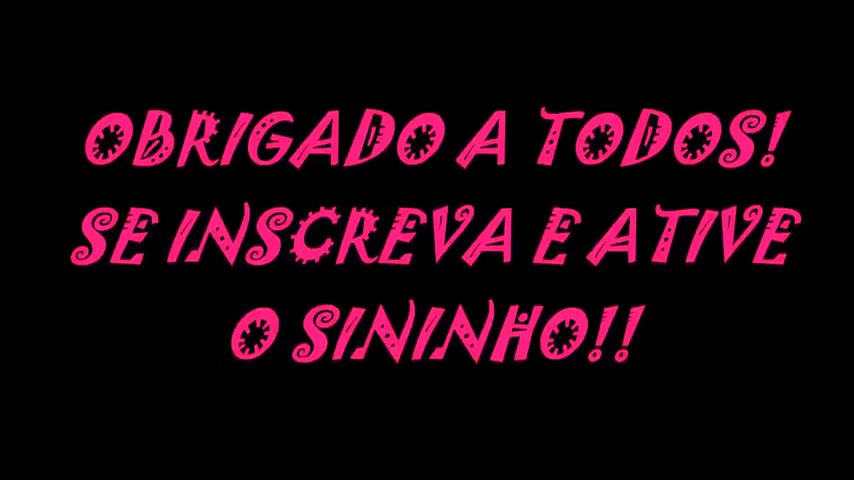 OBRIGADO A TODOS!
SE INSCREVA E ATIVE
O SININHO!!